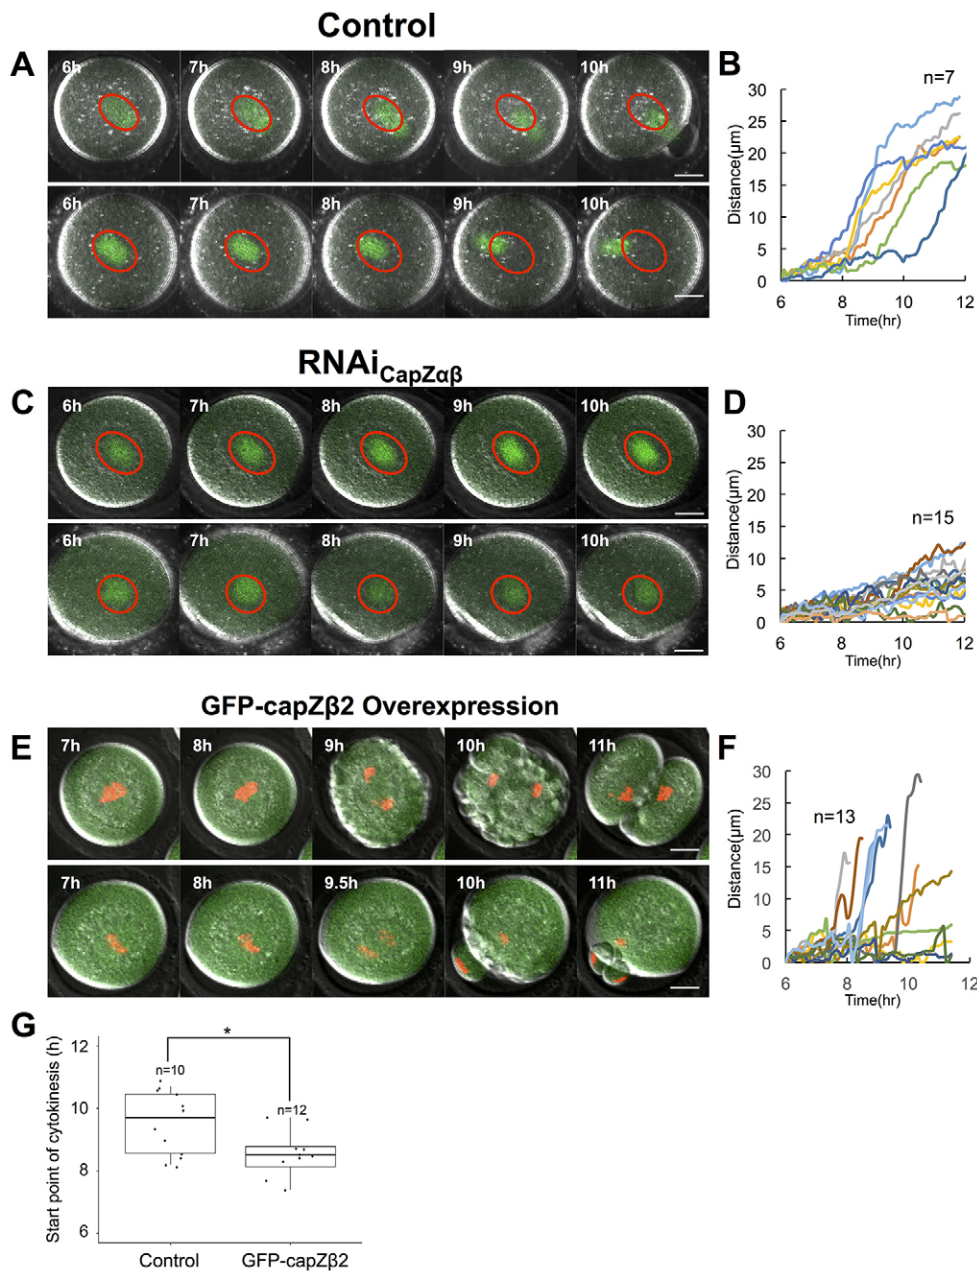 Control
A
6h 7h 8h 9h 10h
6h 7h 8h 9h 10h
B
n=7
Distance(µm)
30
25
20
15
10
5
0
6 8 10 12
Time(hr)
RNAiCapZαβ
C
6h 7h 8h 9h 10h
6h 7h 8h 9h 10h
D
n=15
Distance(µm)
30
25
20
15
10
5
0
6 8 10 12
Time(hr)
GFP-capZβ2 Overexpression
E
7h 8h 9h 10h 11h
7h 8h 9.5h 10h 11h
F
n=13
Distance(µm)
30
25
20
15
10
5
0
6 8 10 12
Time(hr)
G
Start point of cytokinesis (h)
12
10
8
6
*
n=10
n=12
Control GFP-capZβ2